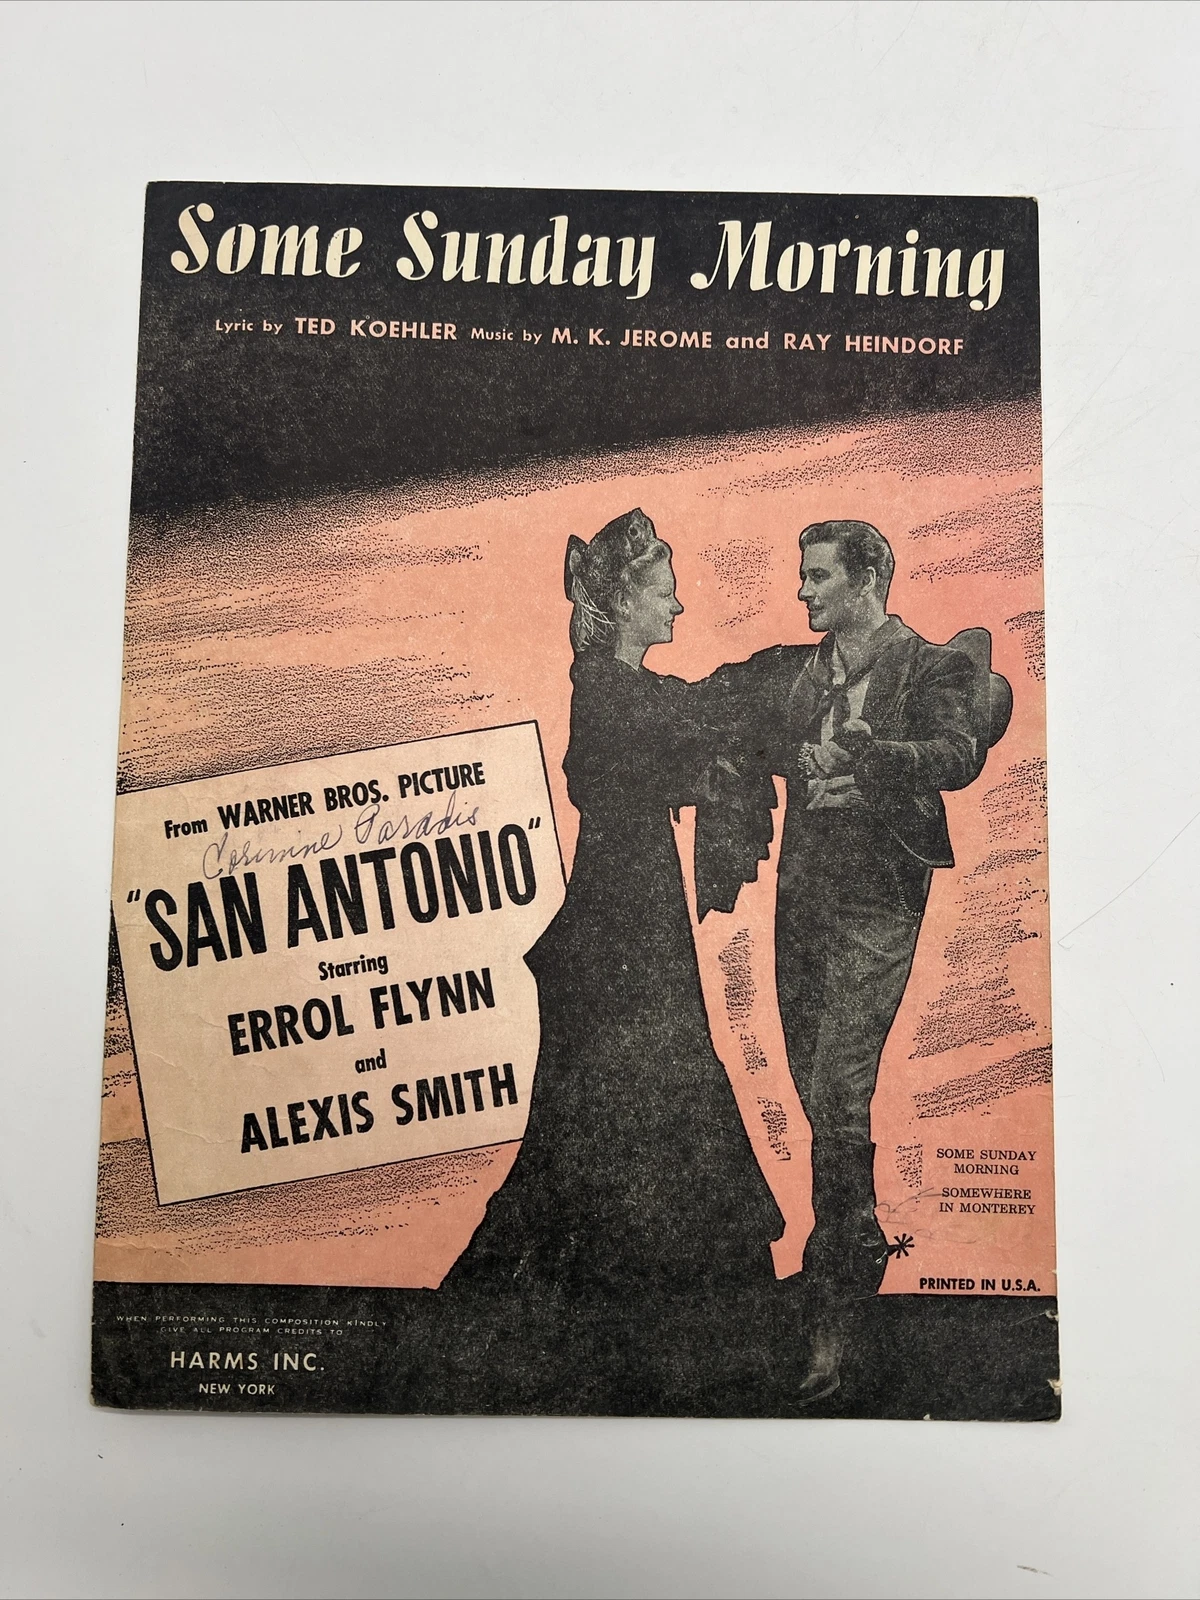 Some Sunday Morning
Lyric by TED KOEHLER Music by M. K. JEROME and RAY HEINDORF
From WARNER BROS. PICTURE
Paradis
"SAN ANTONIO"
Starring
ERROL FLYNN
and
ALEXIS SMITH
SOME SUNDAY
MORNING
SOMEWHERE
IN MONTEREY
PRINTED IN U.S.A.
WHEN PERFORMING THIS COMPOSITION KINDLY
GIVE ALL PROGRAM CREDITS TO
HARMS INC.
NEW YORK